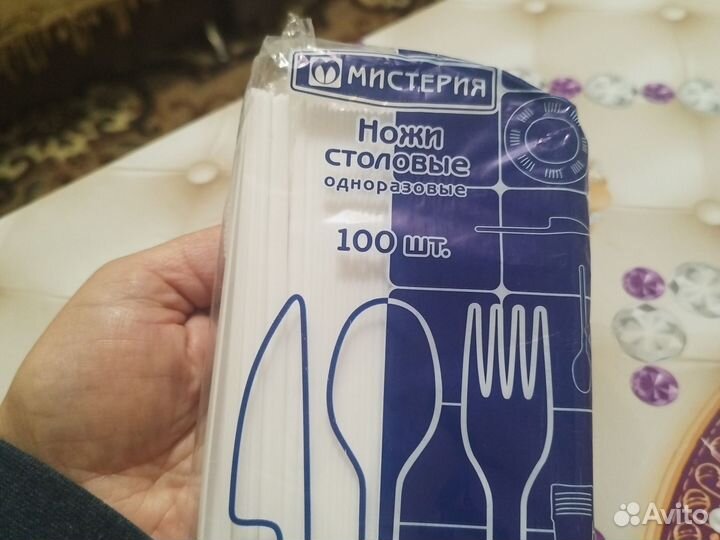 МИСТЕРИЯ
Ножи
столовые
одноразовые
100 шт.
Avito